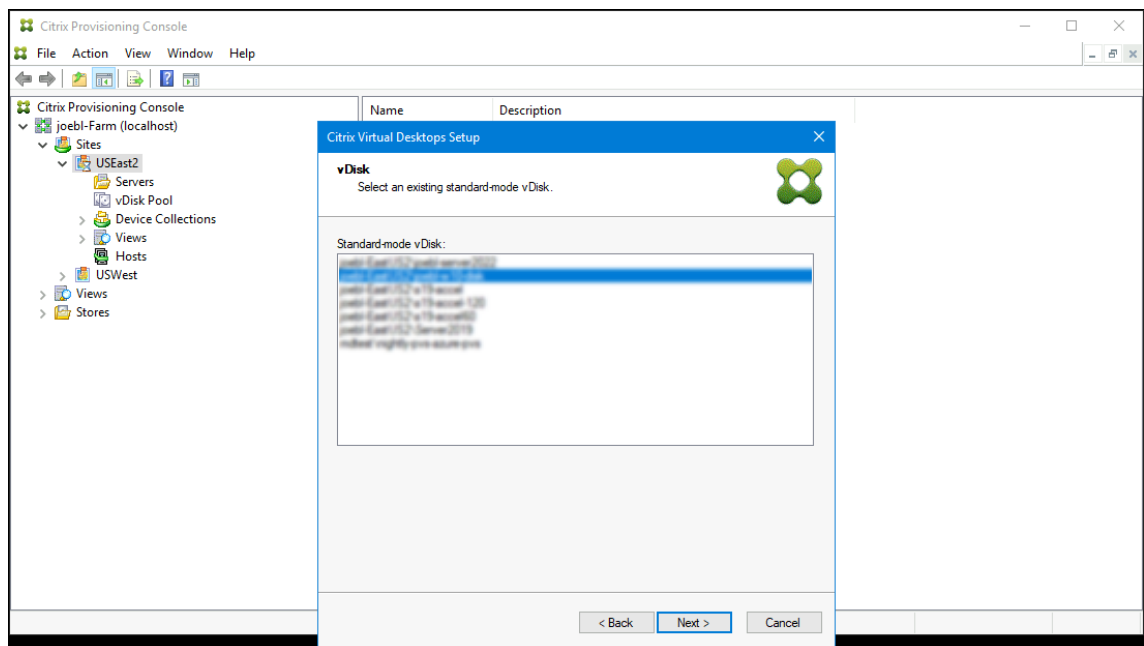 Citrix Provisioning Console
File Action View Window Help
Citrix Provisioning Console
joebl-Farm (localhost)
Sites
USEast2
Servers
vDisk Pool
Device Collections
Views
Hosts
USWest
Views
Stores
Name Description
Citrix Virtual Desktops Setup
vDisk
Select an existing standard-mode vDisk.
Standard-mode vDisk:
< Back Next > Cancel